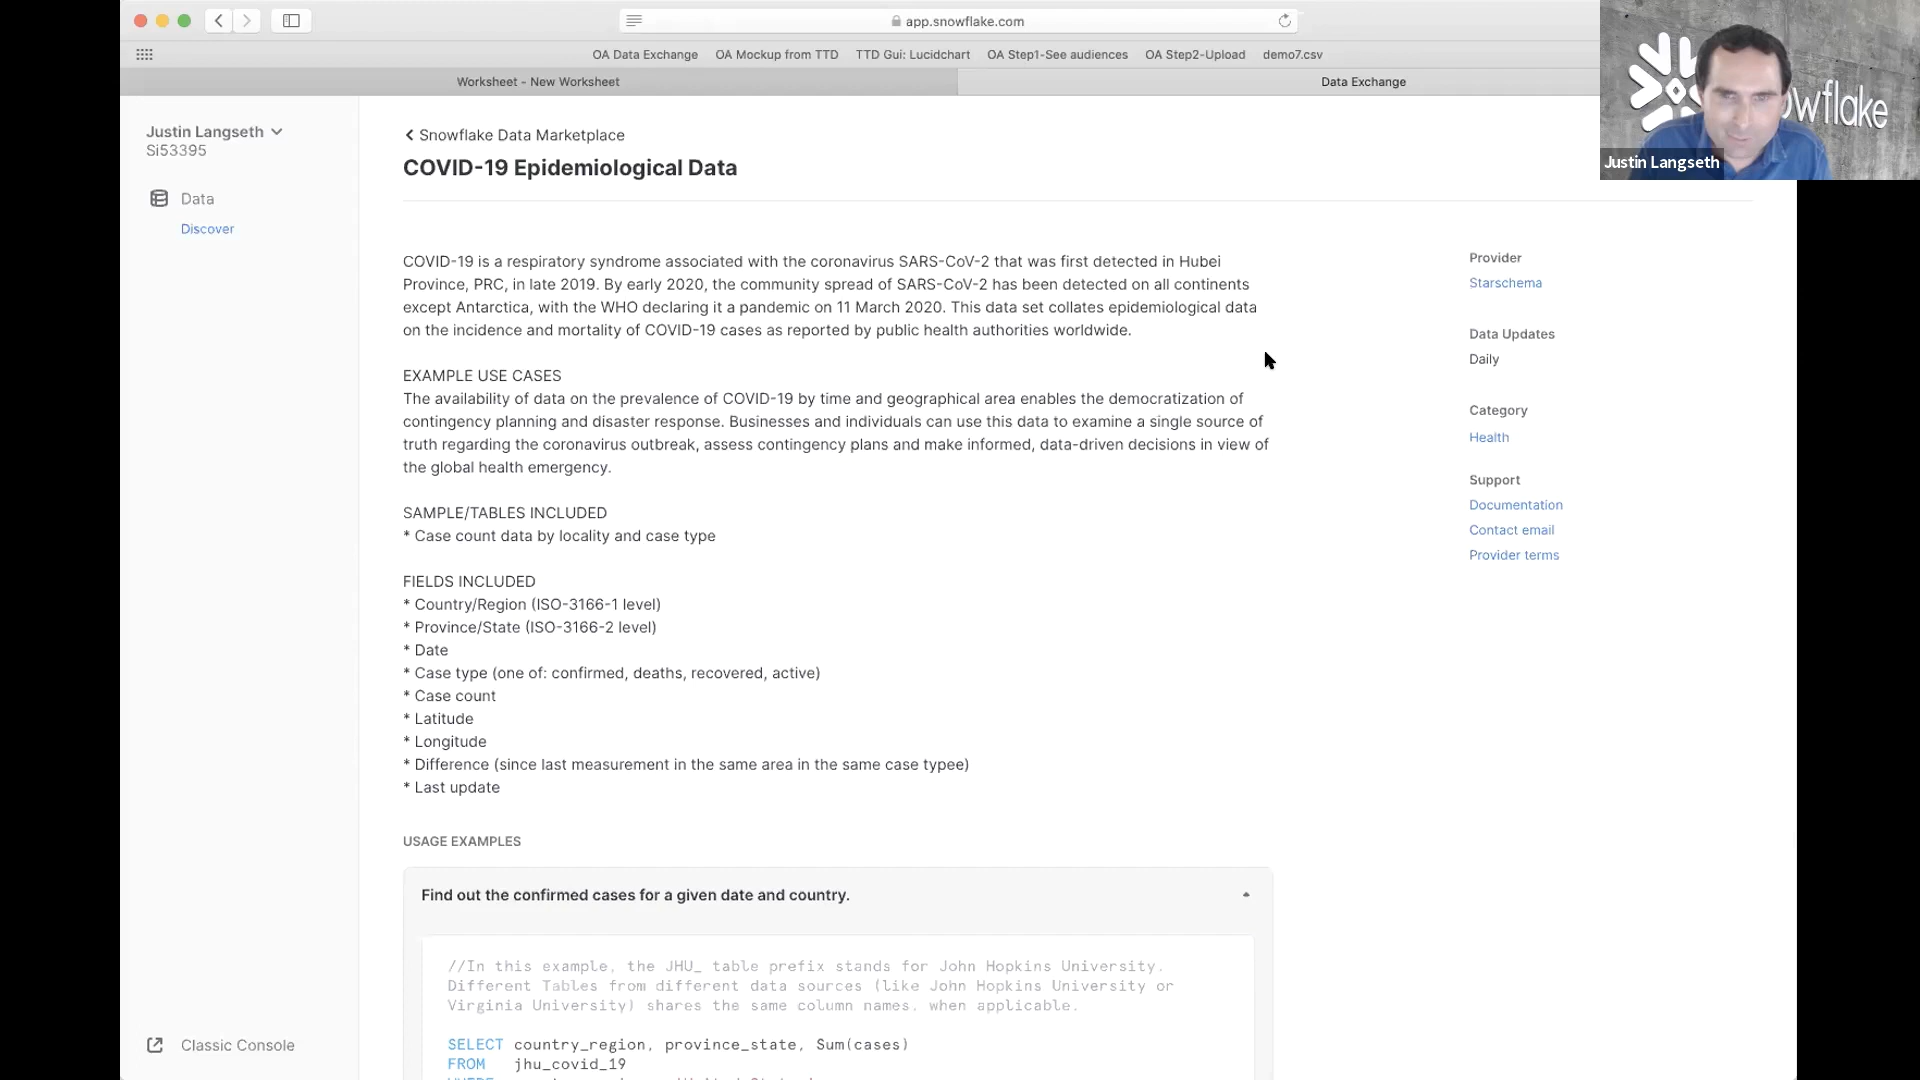 app.snowflake.com
OA Data Exchange OA Mockup from TTD TTD Gui: Lucidchart OA Step1-See audiences OA Step2-Upload demo7.csv
Worksheet - New Worksheet Data Exchange
Justin Langseth
Justin Langseth
Si53395
Data
Discover
Classic Console
Snowflake Data Marketplace
COVID-19 Epidemiological Data
COVID-19 is a respiratory syndrome associated with the coronavirus SARS-CoV-2 that was first detected in Hubei
Province, PRC, in late 2019. By early 2020, the community spread of SARS-CoV-2 has been detected on all continents
except Antarctica, with the WHO declaring it a pandemic on 11 March 2020. This data set collates epidemiological data
on the incidence and mortality of COVID-19 cases as reported by public health authorities worldwide.
EXAMPLE USE CASES
The availability of data on the prevalence of COVID-19 by time and geographical area enables the democratization of
contingency planning and disaster response. Businesses and individuals can use this data to examine a single source of
truth regarding the coronavirus outbreak, assess contingency plans and make informed, data-driven decisions in view of
the global health emergency.
SAMPLE/TABLES INCLUDED
* Case count data by locality and case type
FIELDS INCLUDED
* Country/Region (ISO-3166-1 level)
* Province/State (ISO-3166-2 level)
* Date
* Case type (one of: confirmed, deaths, recovered, active)
* Case count
* Latitude
* Longitude
* Difference (since last measurement in the same area in the same case typee)
* Last update
USAGE EXAMPLES
Find out the confirmed cases for a given date and country.
//In this example, the JHU_ table prefix stands for John Hopkins University.
Different Tables from different data sources (like John Hopkins University or
Virginia University) shares the same column names, when applicable.
SELECT country_region, province_state, Sum(cases)
FROM jhu_covid_19
Provider
Starschema
Data Updates
Daily
Category
Health
Support
Documentation
Contact email
Provider terms